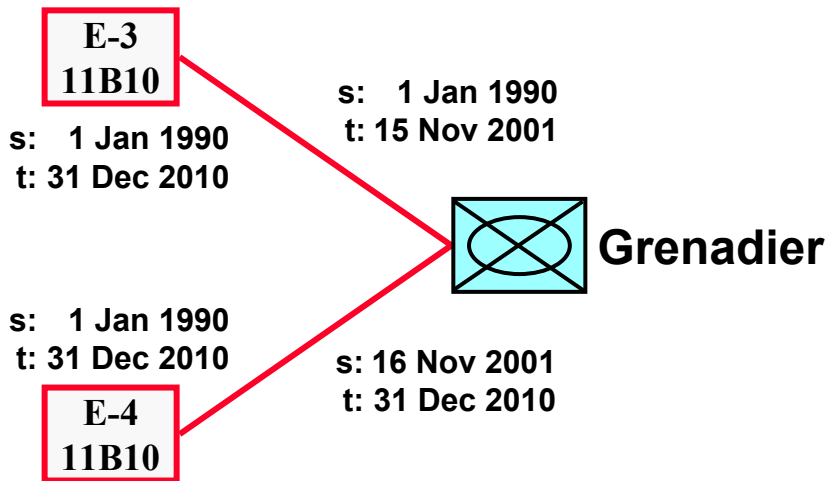 E-3
11B10
s: 1 Jan 1990
t: 31 Dec 2010
s: 1 Jan 1990
t: 15 Nov 2001
Grenadier
s: 1 Jan 1990
t: 31 Dec 2010
s: 16 Nov 2001
t: 31 Dec 2010
E-4
11B10